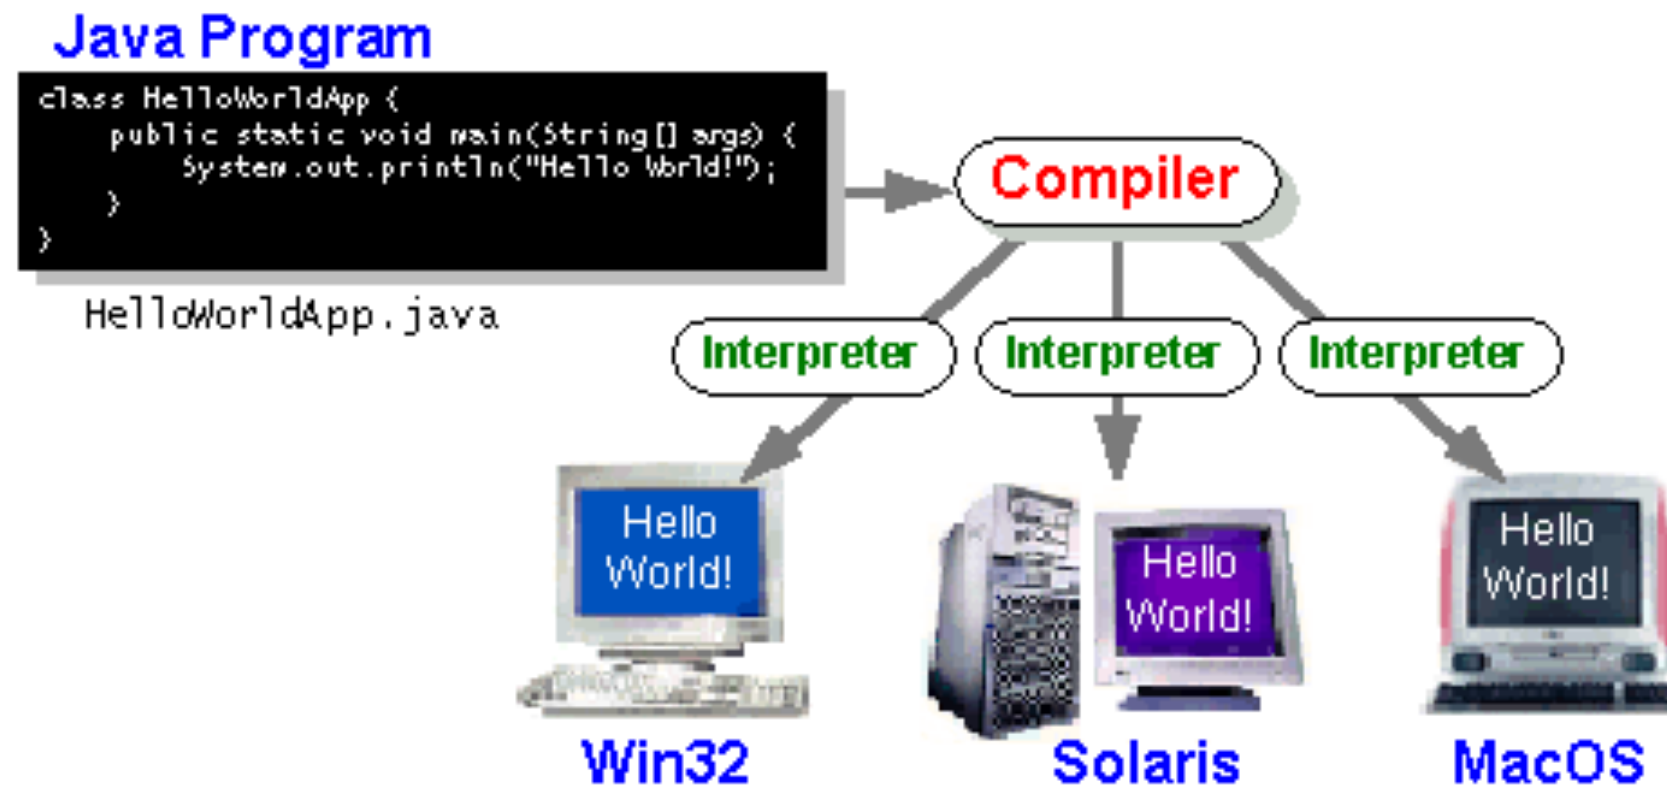 Java Program
class HelloWorldApp {
public static void main(String[] args) {
System.out.println("Hello World!");
}
}
HelloWorldApp.java
Compiler
Interpreter
Interpreter
Interpreter
Hello
World!
Hello
World!
Hello
World!
Win32
Solaris
MacOS